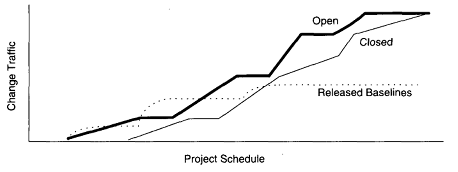 Open
Closed
Change Traffic
Released Baselines
Project Schedule